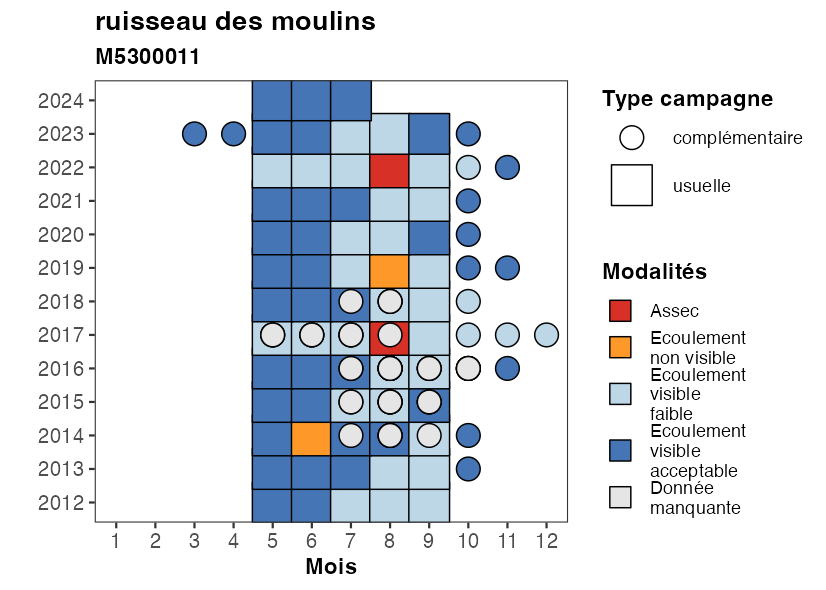 ruisseau des moulins
M5300011
2024
2023
2022
2021
2020
2019
2018
2017
2016
2015
2014
2013
2012
1 2 3 4 5 6 7 8 9 10 11 12
Mois
Type campagne
complémentaire
usuelle
Modalités
Assec
Ecoulement
non visible
Ecoulement
visible
faible
Ecoulement
visible
acceptable
Donnée
manquante